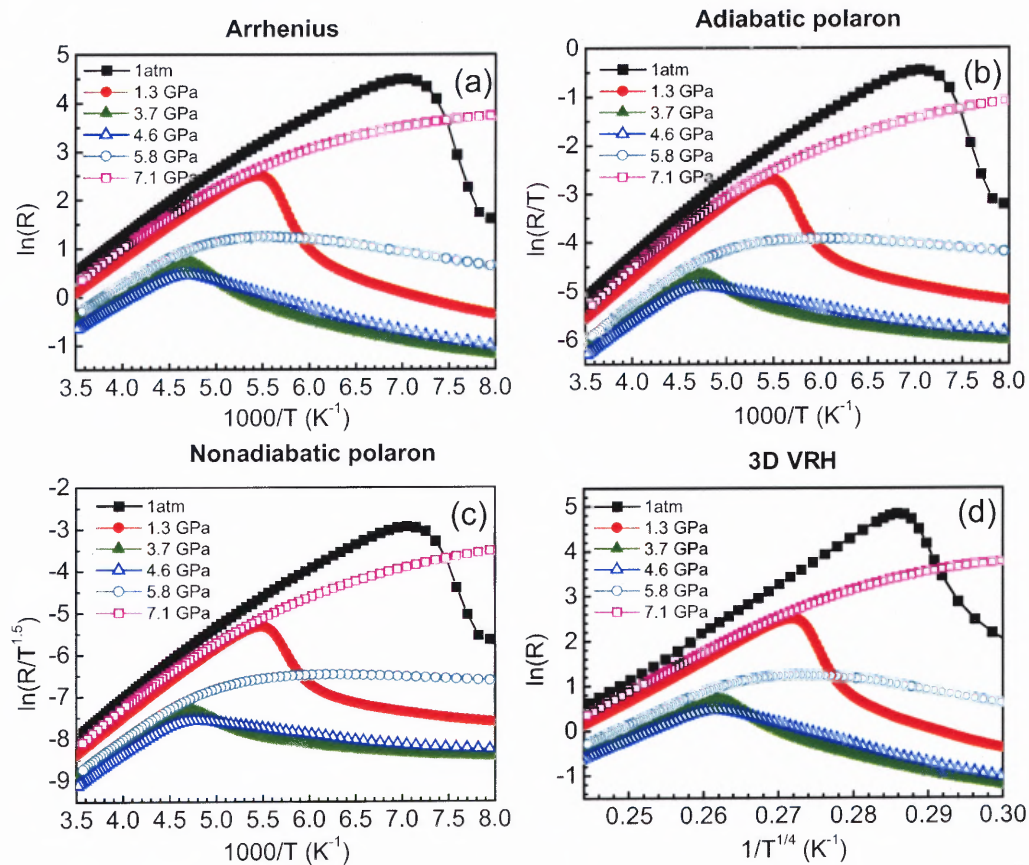 Arrhenius
(a)
1atm
1.3 GPa
3.7 GPa
4.6 GPa
5.8 GPa
7.1 GPa
5
4
3
2
1
0
-1
ln(R)
3.5 4.0 4.5 5.0 5.5 6.0 6.5 7.0 7.5 8.0
1000/T (K-1)
Adiabatic polaron
(b)
1atm
1.3 GPa
3.7 GPa
4.6 GPa
5.8 GPa
7.1 GPa
0
-1
-2
-3
-4
-5
-6
ln(R/T)
3.5 4.0 4.5 5.0 5.5 6.0 6.5 7.0 7.5 8.0
1000/T (K-1)
Nonadiabatic polaron
(c)
1atm
1.3 GPa
3.7 GPa
4.6 GPa
5.8 GPa
7.1 GPa
-2
-3
-4
-5
-6
-7
-8
-9
ln(R/T1.5)
3.5 4.0 4.5 5.0 5.5 6.0 6.5 7.0 7.5 8.0
1000/T (K-1)
3D VRH
(d)
1atm
1.3 GPa
3.7 GPa
4.6 GPa
5.8 GPa
7.1 GPa
5
4
3
2
1
0
-1
ln(R)
0.25 0.26 0.27 0.28 0.29 0.30
1/T1/4 (K-1)